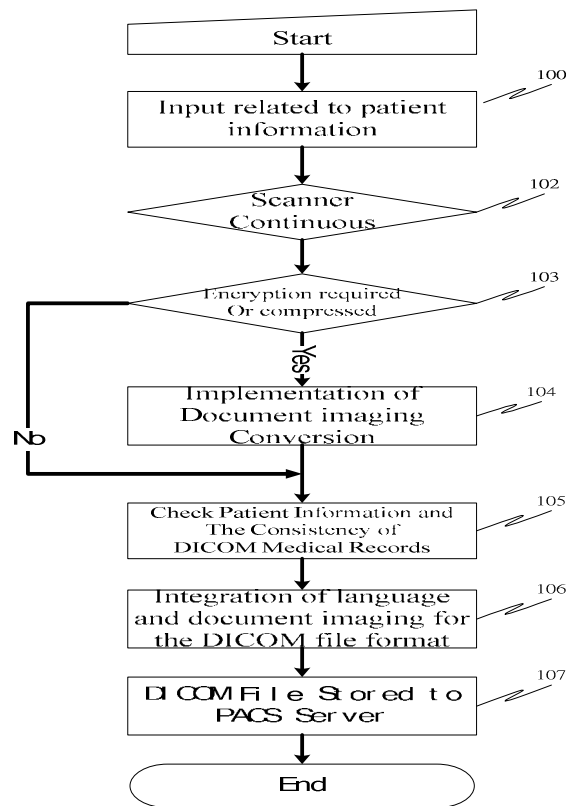 Start
Input related to patient
information
100
Scanner
Continuous
102
Encryption required
Or compressed
103
Yes
No
Implementation of
Document imaging
Conversion
104
Check Patient Information and
The Consistency of
DICOM Medical Records
105
Integration of language
and document imaging for
the DICOM file format
106
DICOM File Stored to
PACS Server
107
End